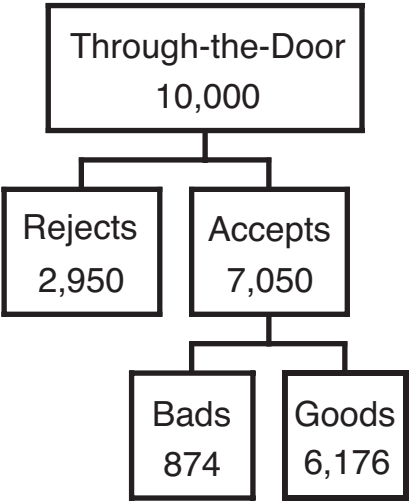 Through-the-Door
10,000
Rejects
2,950
Accepts
7,050
Bads
874
Goods
6,176